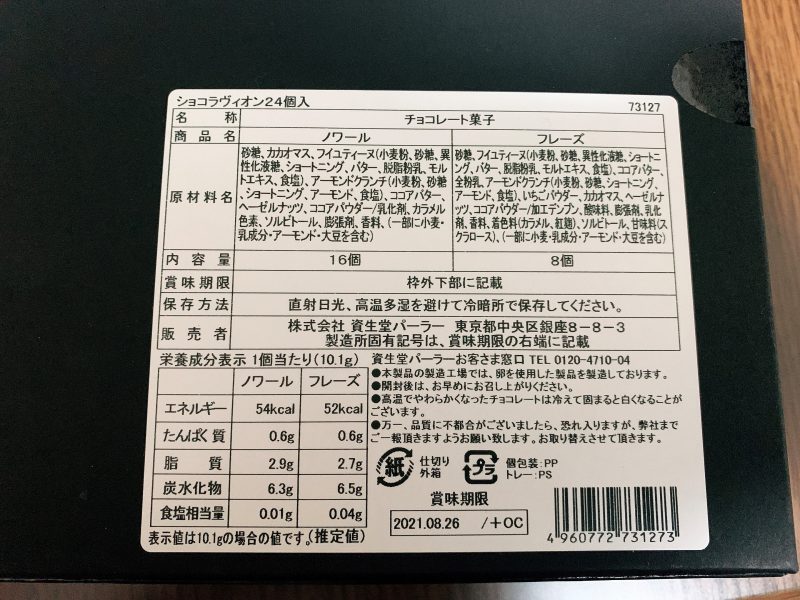 ショコラヴィオン24個入 73127
名称 チョコレート菓子
商品名 ノワール フレーズ
原材料名
砂糖、カカオマス、フイユティーヌ(小麦粉、砂糖、異
性化液糖、ショートニング、バター、脱脂粉乳、モル
トエキス、食塩)、アーモンドクランチ(小麦粉、砂糖
、ショートニング、アーモンド、食塩)、ココアバター、
ヘーゼルナッツ、ココアパウダー/乳化剤、カラメル
色素、ソルビトール、膨張剤、香料、(一部に小麦・
乳成分・アーモンド・大豆を含む)
砂糖、フイユティーヌ(小麦粉、砂糖、異性化液糖、ショートニ
ング、バター、脱脂粉乳、モルトエキス、食塩)、ココアバター、
全粉乳、アーモンドクランチ(小麦粉、砂糖、ショートニング、
アーモンド、食塩)、いちごパウダー、カカオマス、ヘーゼルナ
ッツ、ココアパウダー/加工デンプン、酸味料、膨張剤、乳化
剤、香料、着色料(カラメル、紅麹)、ソルビトール、甘味料(ス
クラロース)、(一部に小麦・乳成分・アーモンド・大豆を含む)
内容量 16個 8個
賞味期限 枠外下部に記載
保存方法 直射日光、高温多湿を避けて冷暗所で保存してください。
販売者 株式会社 資生堂パーラー 東京都中央区銀座8-8-3
製造所固有記号は、賞味期限の右端に記載
栄養成分表示 1個当たり(10.1g)
ノワール フレーズ
エネルギー 54kcal 52kcal
たんぱく質 0.6g 0.6g
脂質 2.9g 2.7g
炭水化物 6.3g 6.5g
食塩相当量 0.01g 0.04g
表示値は10.1gの場合の値です。(推定値)
資生堂パーラーお客さま窓口 TEL 0120-4710-04
●本製品の製造工場では、卵を使用した製品を製造しております。
●開封後は、お早めにお召し上がりください。
●高温でやわらかくなったチョコレートは冷えて固まると白くなることが
ございます。
●万一、品質に不都合がございましたら、恐れ入りますが、弊社まで
ご一報頂きますようお願い致します。お取り替えさせて頂きます。
紙 仕切り
外箱
プラ 個包装:PP
トレー:PS
賞味期限
2021.08.26 /+OC
4 960772 731273